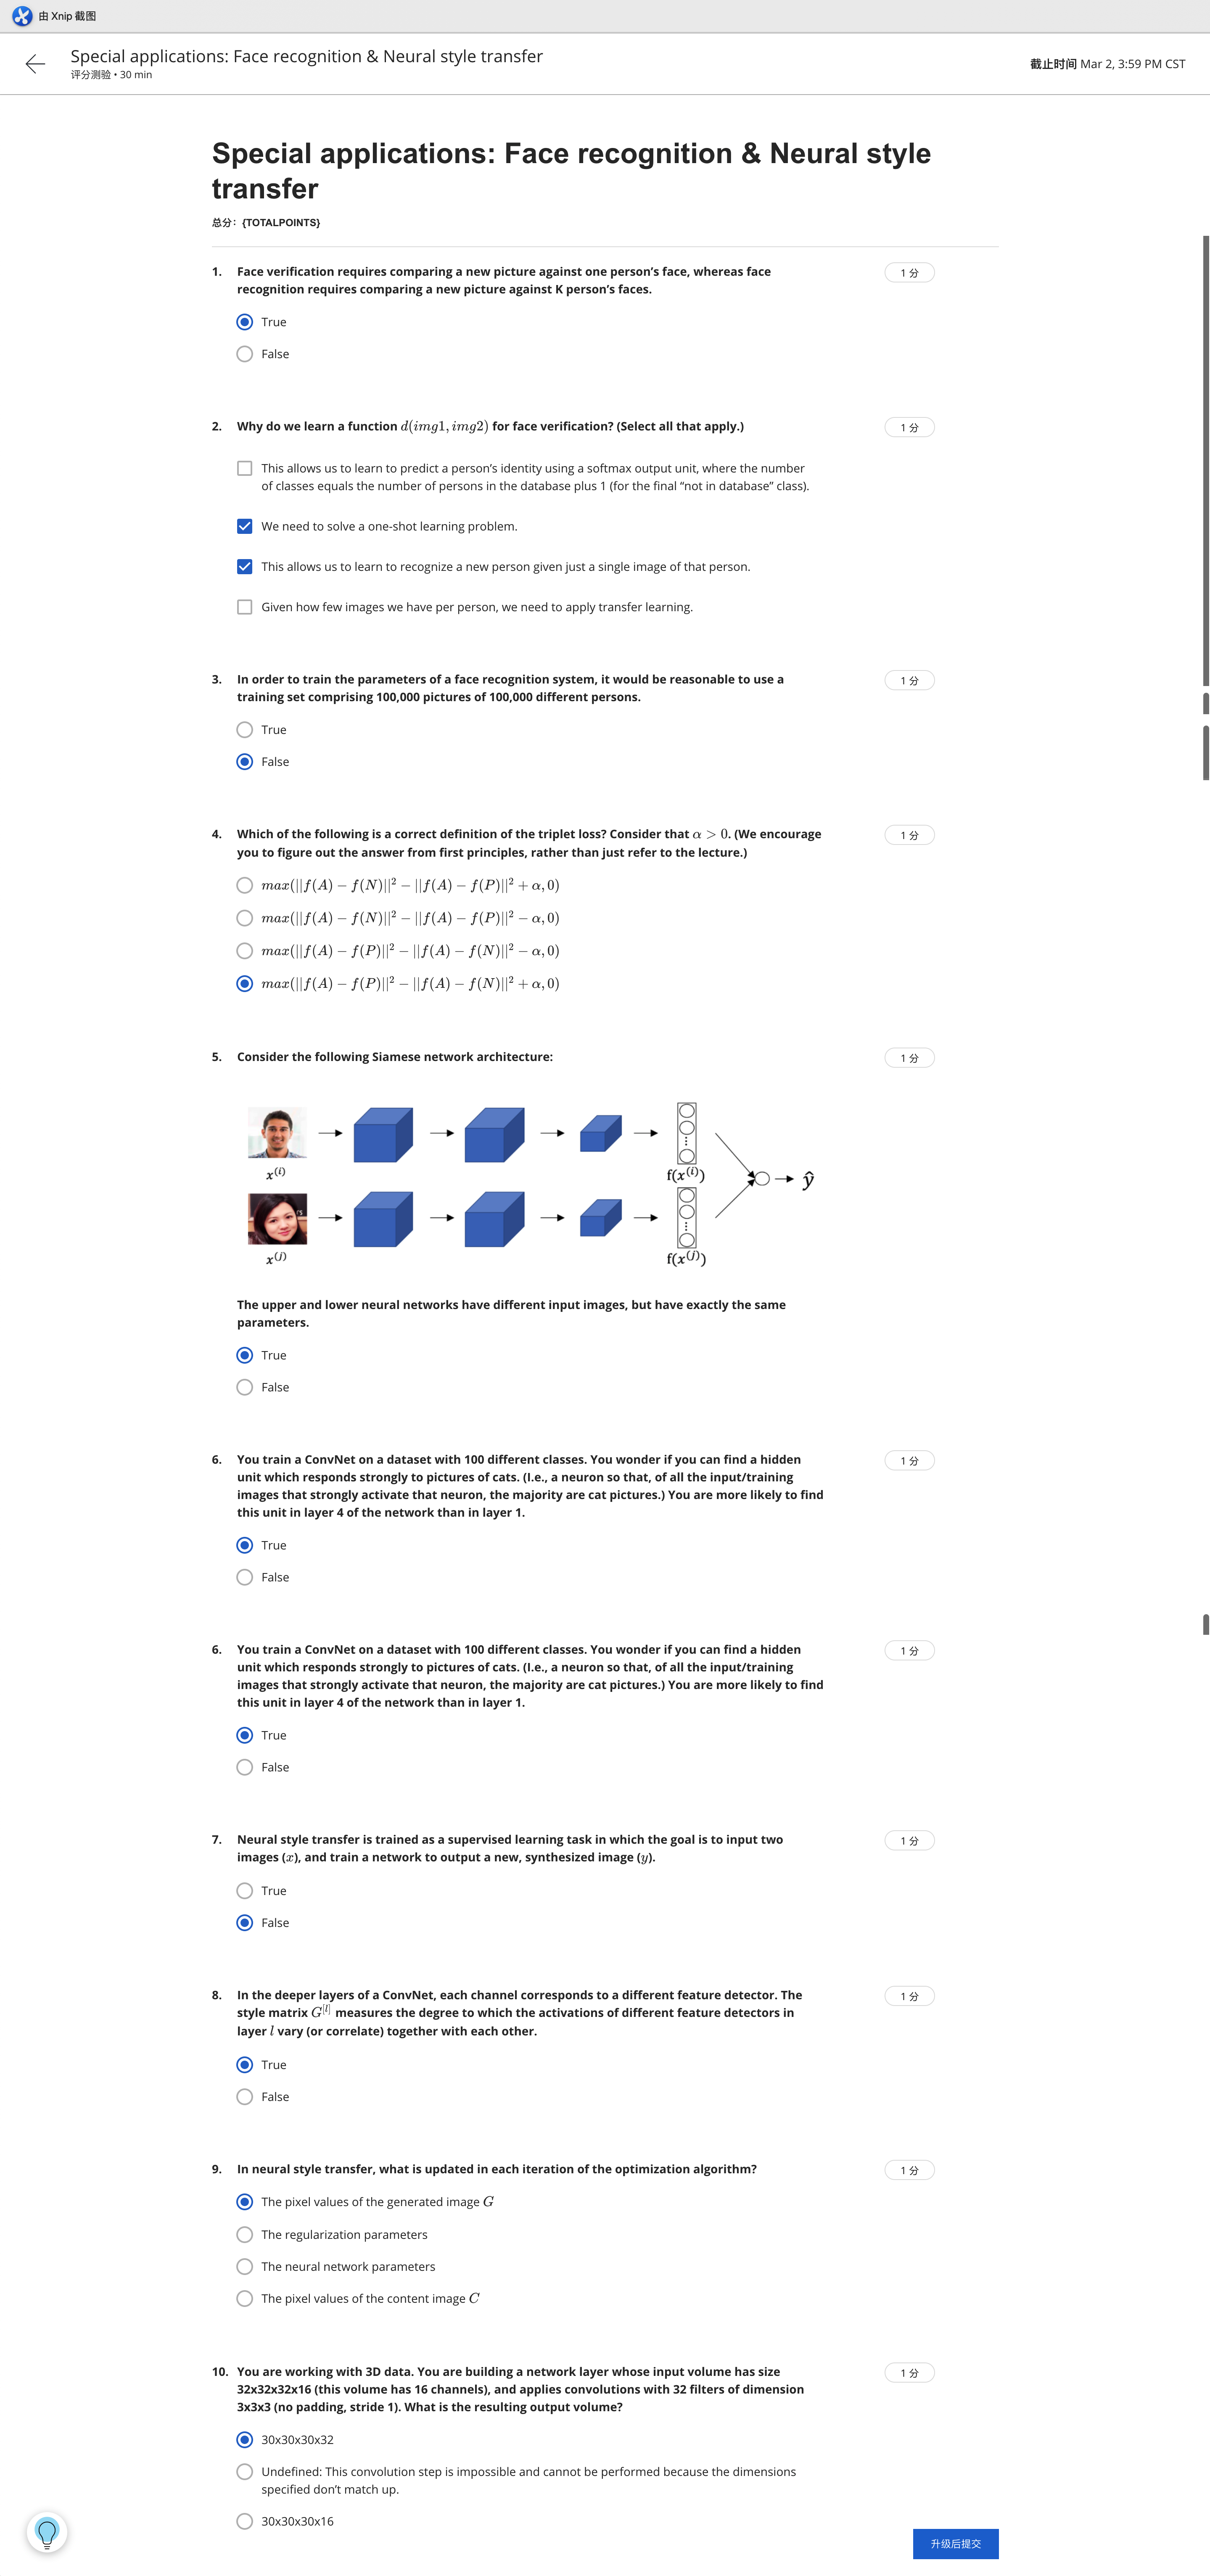 由 Xnip 截图
Special applications: Face recognition & Neural style transfer
评分测验 • 30 min
截止时间 Mar 2, 3:59 PM CST
Special applications: Face recognition & Neural style
transfer
总分: {TOTALPOINTS}
1. Face verification requires comparing a new picture against one person’s face, whereas face
recognition requires comparing a new picture against K person’s faces.
1 分
True
False
2. Why do we learn a function d(img1, img2) for face verification? (Select all that apply.)
1 分
This allows us to learn to predict a person’s identity using a softmax output unit, where the number
of classes equals the number of persons in the database plus 1 (for the final “not in database” class).
We need to solve a one-shot learning problem.
This allows us to learn to recognize a new person given just a single image of that person.
Given how few images we have per person, we need to apply transfer learning.
3. In order to train the parameters of a face recognition system, it would be reasonable to use a
training set comprising 100,000 pictures of 100,000 different persons.
1 分
True
False
4. Which of the following is a correct definition of the triplet loss? Consider that α > 0. (We encourage
you to figure out the answer from first principles, rather than just refer to the lecture.)
1 分
max(||f(A) − f(N)||² − ||f(A) − f(P)||² + α, 0)
max(||f(A) − f(N)||² − ||f(A) − f(P)||² − α, 0)
max(||f(A) − f(P)||² − ||f(A) − f(N)||² − α, 0)
max(||f(A) − f(P)||² − ||f(A) − f(N)||² + α, 0)
5. Consider the following Siamese network architecture:
1 分
x⁽ⁱ⁾
f(x⁽ⁱ⁾)
ŷ
x⁽ʲ⁾
f(x⁽ʲ⁾)
The upper and lower neural networks have different input images, but have exactly the same
parameters.
True
False
6. You train a ConvNet on a dataset with 100 different classes. You wonder if you can find a hidden
unit which responds strongly to pictures of cats. (I.e., a neuron so that, of all the input/training
images that strongly activate that neuron, the majority are cat pictures.) You are more likely to find
this unit in layer 4 of the network than in layer 1.
1 分
True
False
6. You train a ConvNet on a dataset with 100 different classes. You wonder if you can find a hidden
unit which responds strongly to pictures of cats. (I.e., a neuron so that, of all the input/training
images that strongly activate that neuron, the majority are cat pictures.) You are more likely to find
this unit in layer 4 of the network than in layer 1.
1 分
True
False
7. Neural style transfer is trained as a supervised learning task in which the goal is to input two
images (x), and train a network to output a new, synthesized image (y).
1 分
True
False
8. In the deeper layers of a ConvNet, each channel corresponds to a different feature detector. The
style matrix G^[l] measures the degree to which the activations of different feature detectors in
layer l vary (or correlate) together with each other.
1 分
True
False
9. In neural style transfer, what is updated in each iteration of the optimization algorithm?
1 分
The pixel values of the generated image G
The regularization parameters
The neural network parameters
The pixel values of the content image C
10. You are working with 3D data. You are building a network layer whose input volume has size
32x32x32x16 (this volume has 16 channels), and applies convolutions with 32 filters of dimension
3x3x3 (no padding, stride 1). What is the resulting output volume?
1 分
30x30x30x32
Undefined: This convolution step is impossible and cannot be performed because the dimensions
specified don’t match up.
30x30x30x16
升级后提交